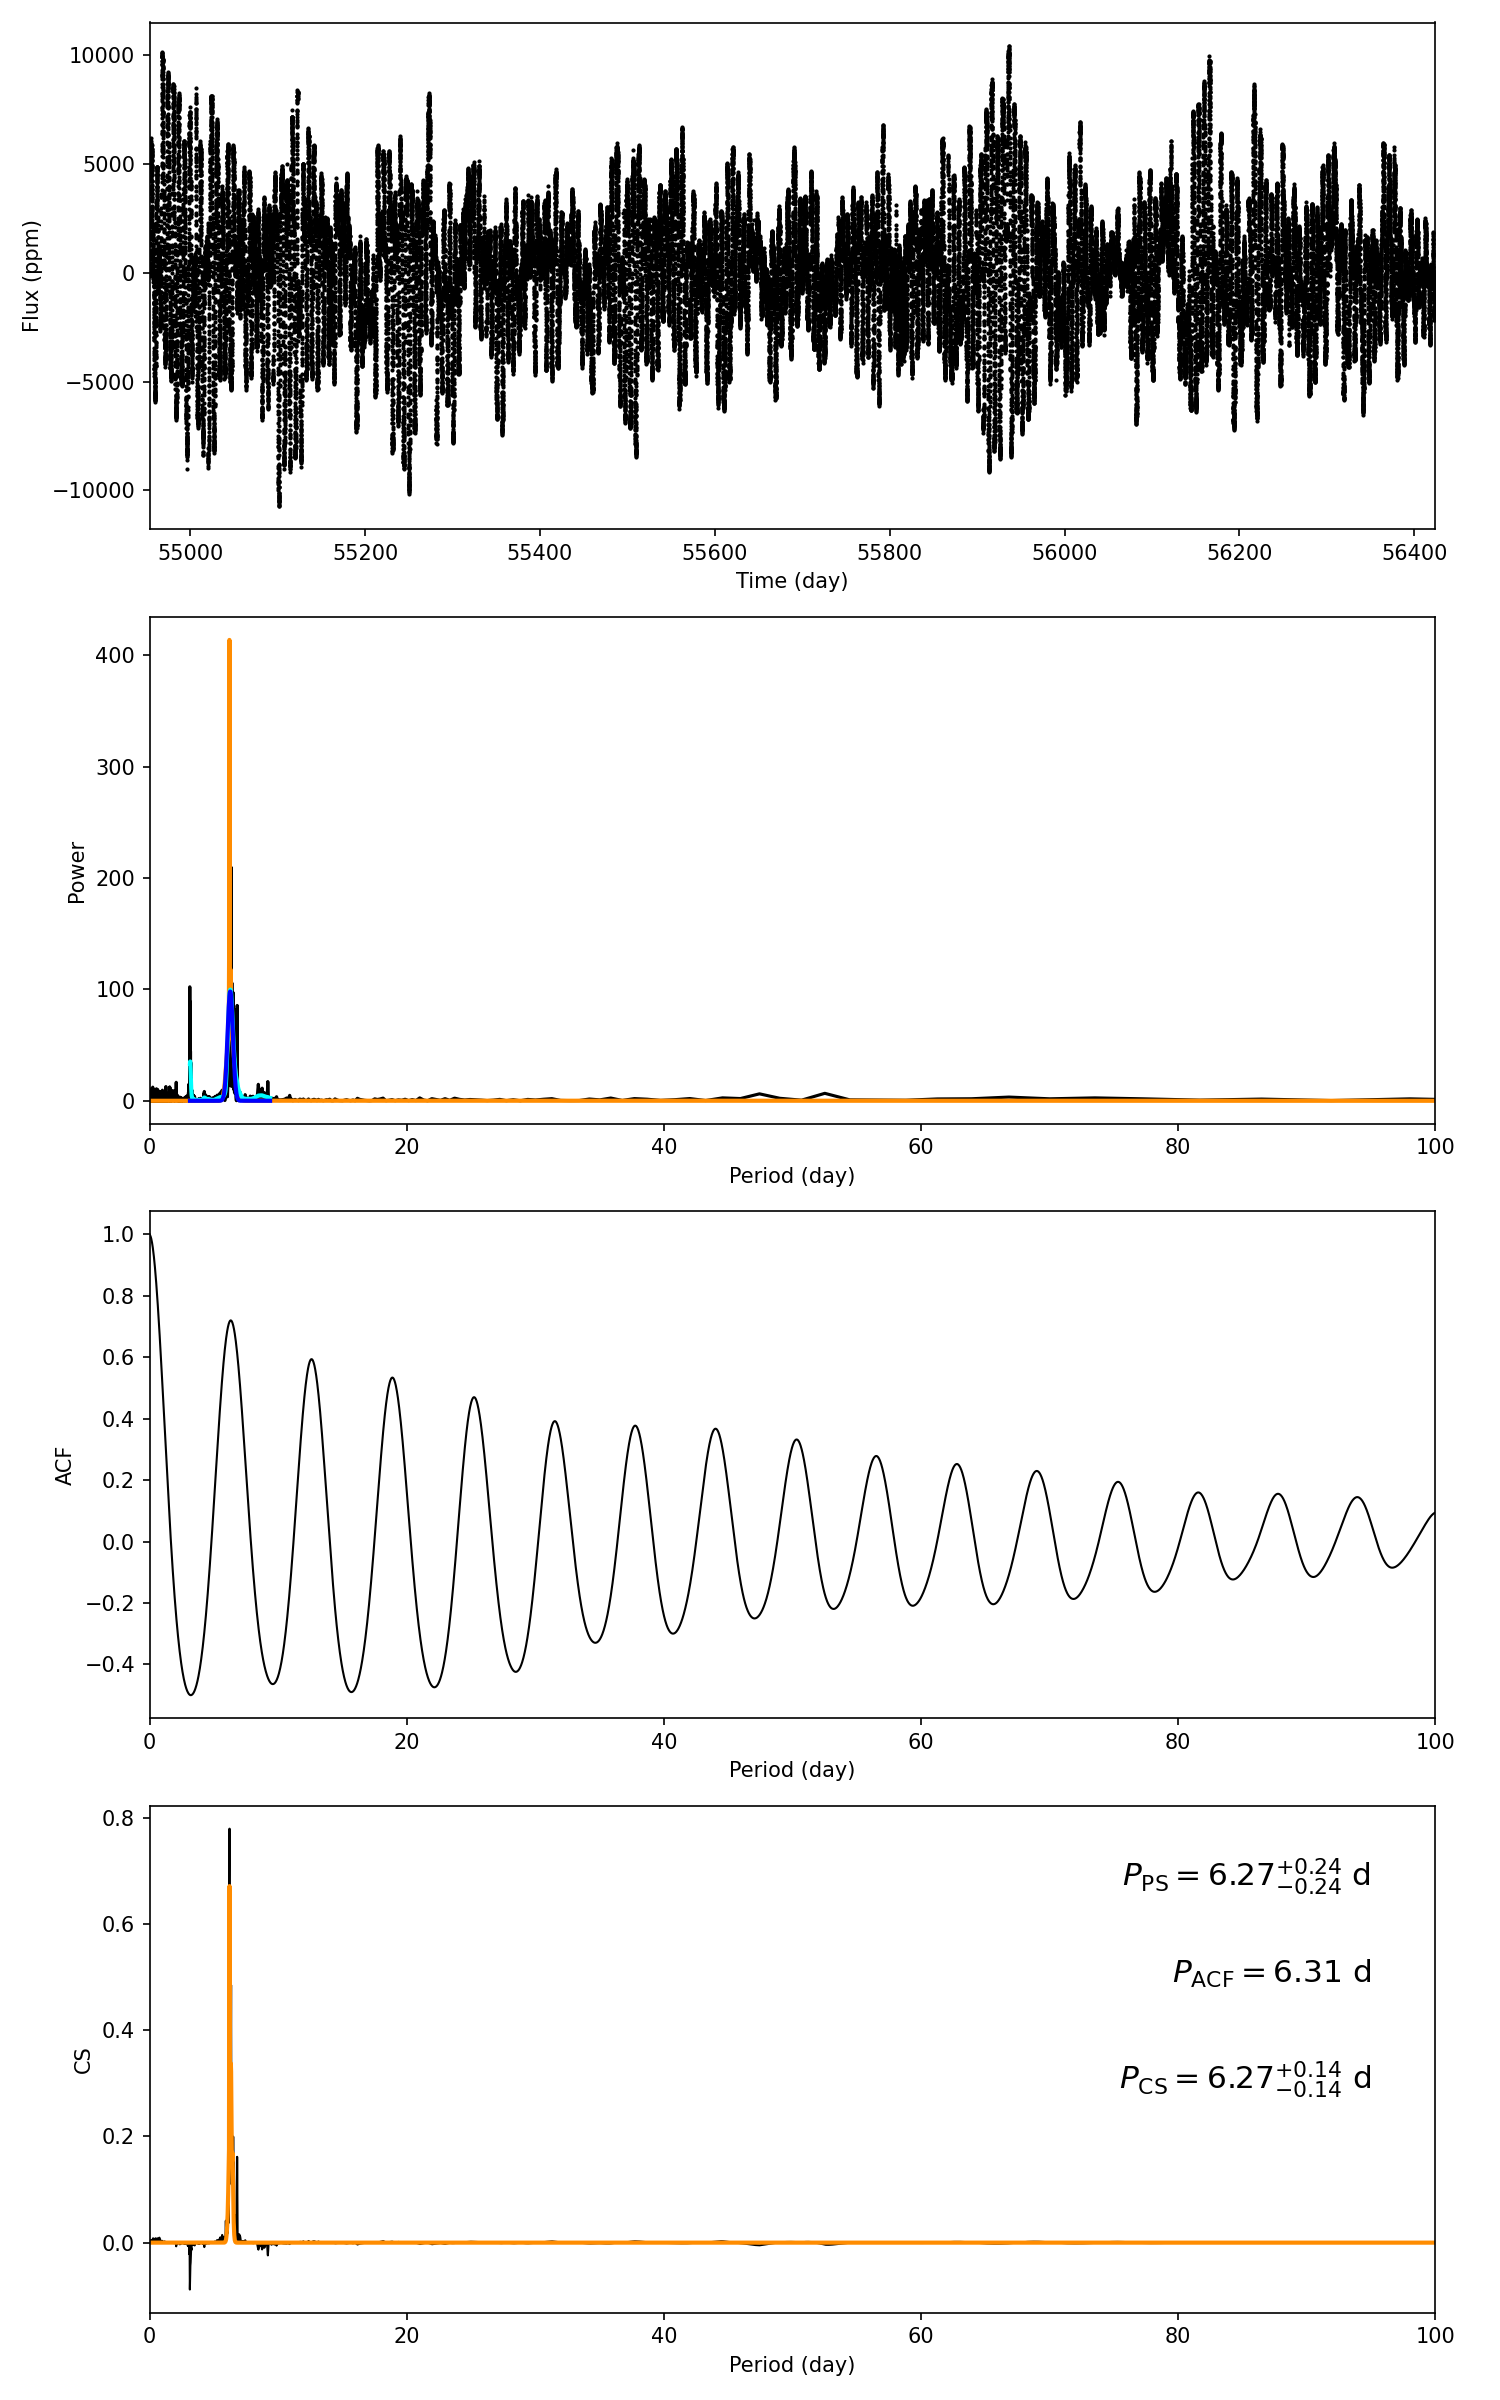 10000
5000
0
−5000
−10000
Flux (ppm)
55000 55200 55400 55600 55800 56000 56200 56400
Time (day)
400
300
200
100
0
Power
0 20 40 60 80 100
Period (day)
1.0
0.8
0.6
0.4
0.2
0.0
−0.2
−0.4
ACF
0 20 40 60 80 100
Period (day)
0.8
0.6
0.4
0.2
0.0
CS
P_PS = 6.27^{+0.24}_{−0.24} d
P_ACF = 6.31 d
P_CS = 6.27^{+0.14}_{−0.14} d
0 20 40 60 80 100
Period (day)